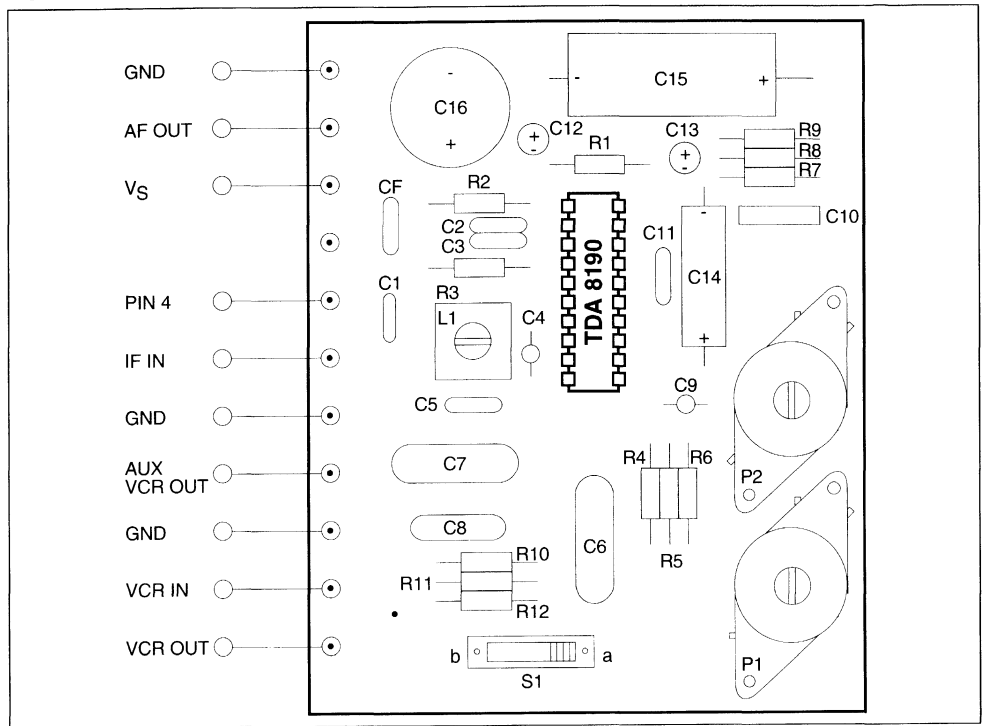 GND
AF OUT
VS
PIN 4
IF IN
GND
AUX
VCR OUT
GND
VCR IN
VCR OUT
-
C16
+
- C15 +
C12
+
-
R1
C13
+
-
R9
R8
R7
CF
R2
C2
C3
C1
R3
L1
C4
TDA 8190
C11
-
C14
+
C10
C5
C9
C7
R4
R6
R5
P2
C8
C6
R10
R11
R12
b
a
S1
P1